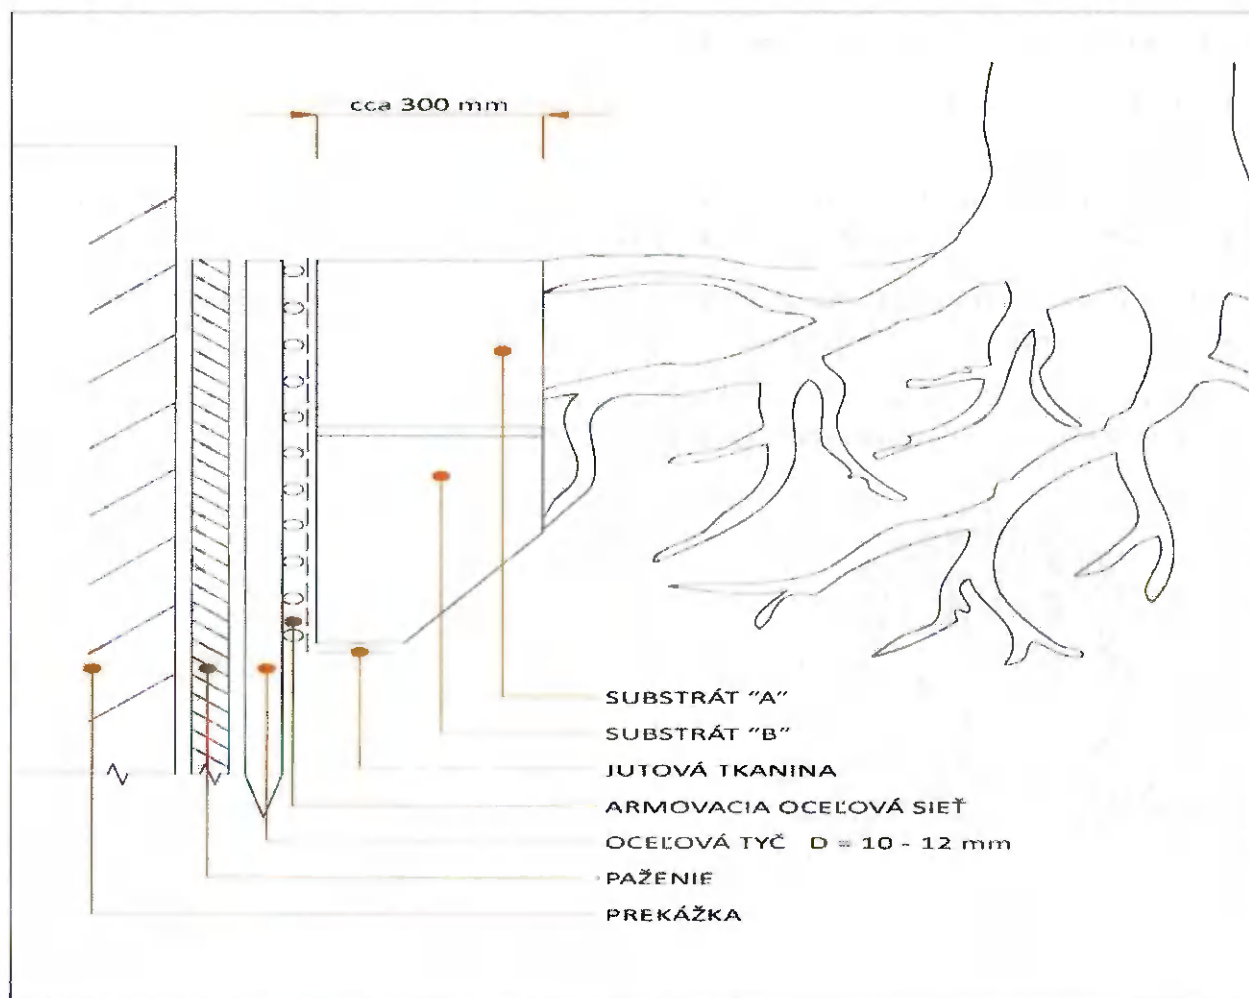 cca 300 mm
SUBSTRÁT "A"
SUBSTRÁT "B"
JUTOVÁ TKANINA
ARMOVACIA OCEĽOVÁ SIEŤ
OCEĽOVÁ TYČ D = 10 - 12 mm
PAŽENIE
PREKÁŽKA